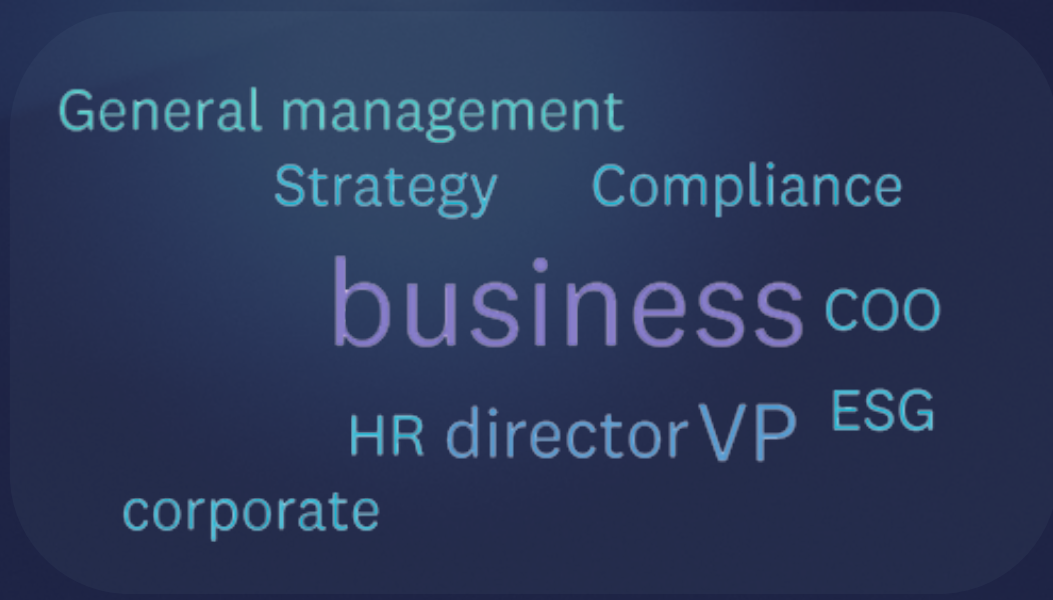 General management
Strategy Compliance
business COO
HR director VP ESG
corporate